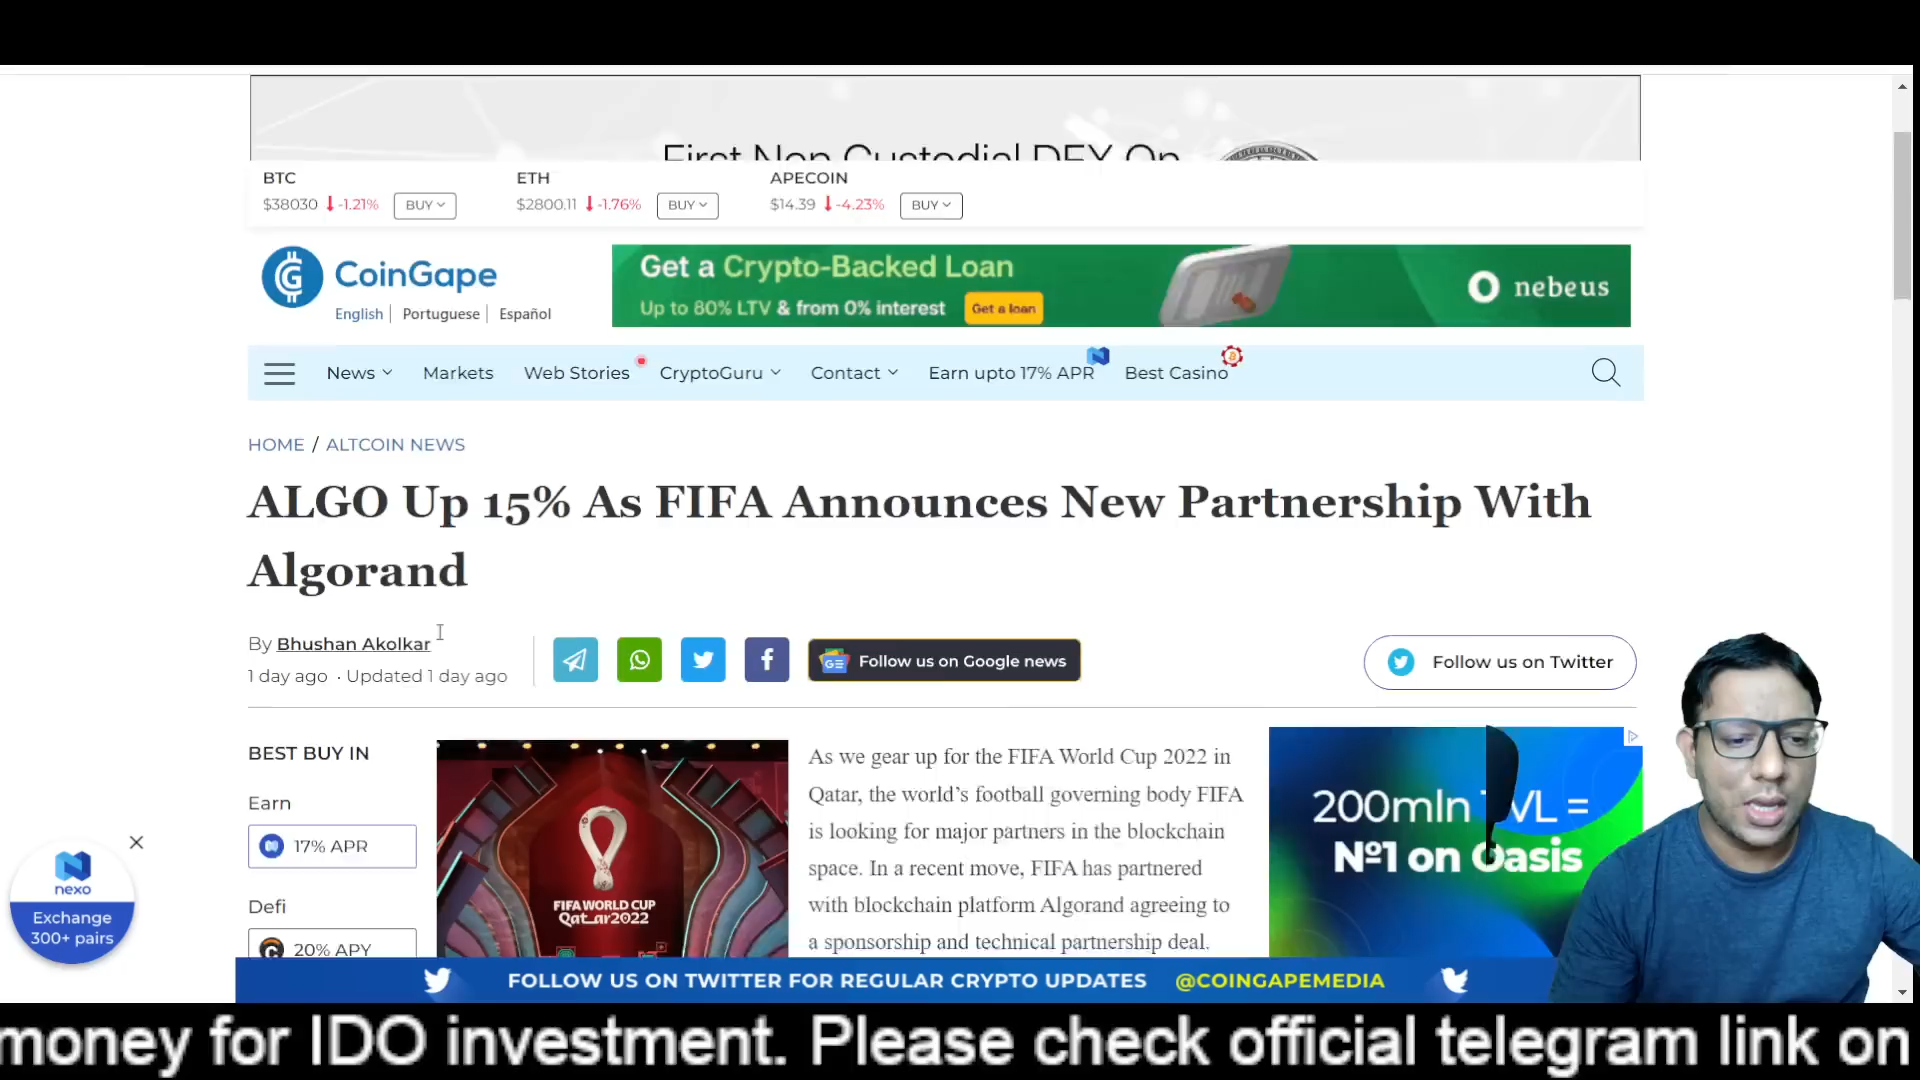 First Non Custodial DEX On
BTC
$38030 -1.21% BUY
ETH
$2800.11 -1.76% BUY
APECOIN
$14.39 -4.23% BUY
CoinGape
English | Portuguese | Español
Get a Crypto-Backed Loan
Up to 80% LTV & from 0% interest Get a loan
nebeus
News Markets Web Stories CryptoGuru Contact Earn upto 17% APR Best Casino
HOME / ALTCOIN NEWS
ALGO Up 15% As FIFA Announces New Partnership With
Algorand
By Bhushan Akolkar
1 day ago · Updated 1 day ago
GE Follow us on Google news
Follow us on Twitter
BEST BUY IN
Earn
17% APR
Defi
20% APY
nexo
Exchange
300+ pairs
FIFA WORLD CUP
Qatar2022
As we gear up for the FIFA World Cup 2022 in
Qatar, the world's football governing body FIFA
is looking for major partners in the blockchain
space. In a recent move, FIFA has partnered
with blockchain platform Algorand agreeing to
a sponsorship and technical partnership deal.
200mln TVL =
№1 on Oasis
FOLLOW US ON TWITTER FOR REGULAR CRYPTO UPDATES @COINGAPEMEDIA
money for IDO investment. Please check official telegram link on